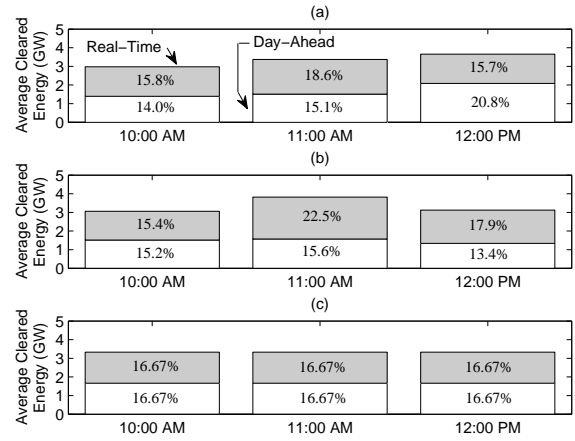 (a)
Average Cleared
Energy (GW)
5
4
3
2
1
0
Real-Time
Day-Ahead
15.8%
18.6%
15.7%
14.0%
15.1%
20.8%
10:00 AM
11:00 AM
12:00 PM
(b)
Average Cleared
Energy (GW)
5
4
3
2
1
0
15.4%
22.5%
17.9%
15.2%
15.6%
13.4%
10:00 AM
11:00 AM
12:00 PM
(c)
Average Cleared
Energy (GW)
5
4
3
2
1
0
16.67%
16.67%
16.67%
16.67%
16.67%
16.67%
10:00 AM
11:00 AM
12:00 PM